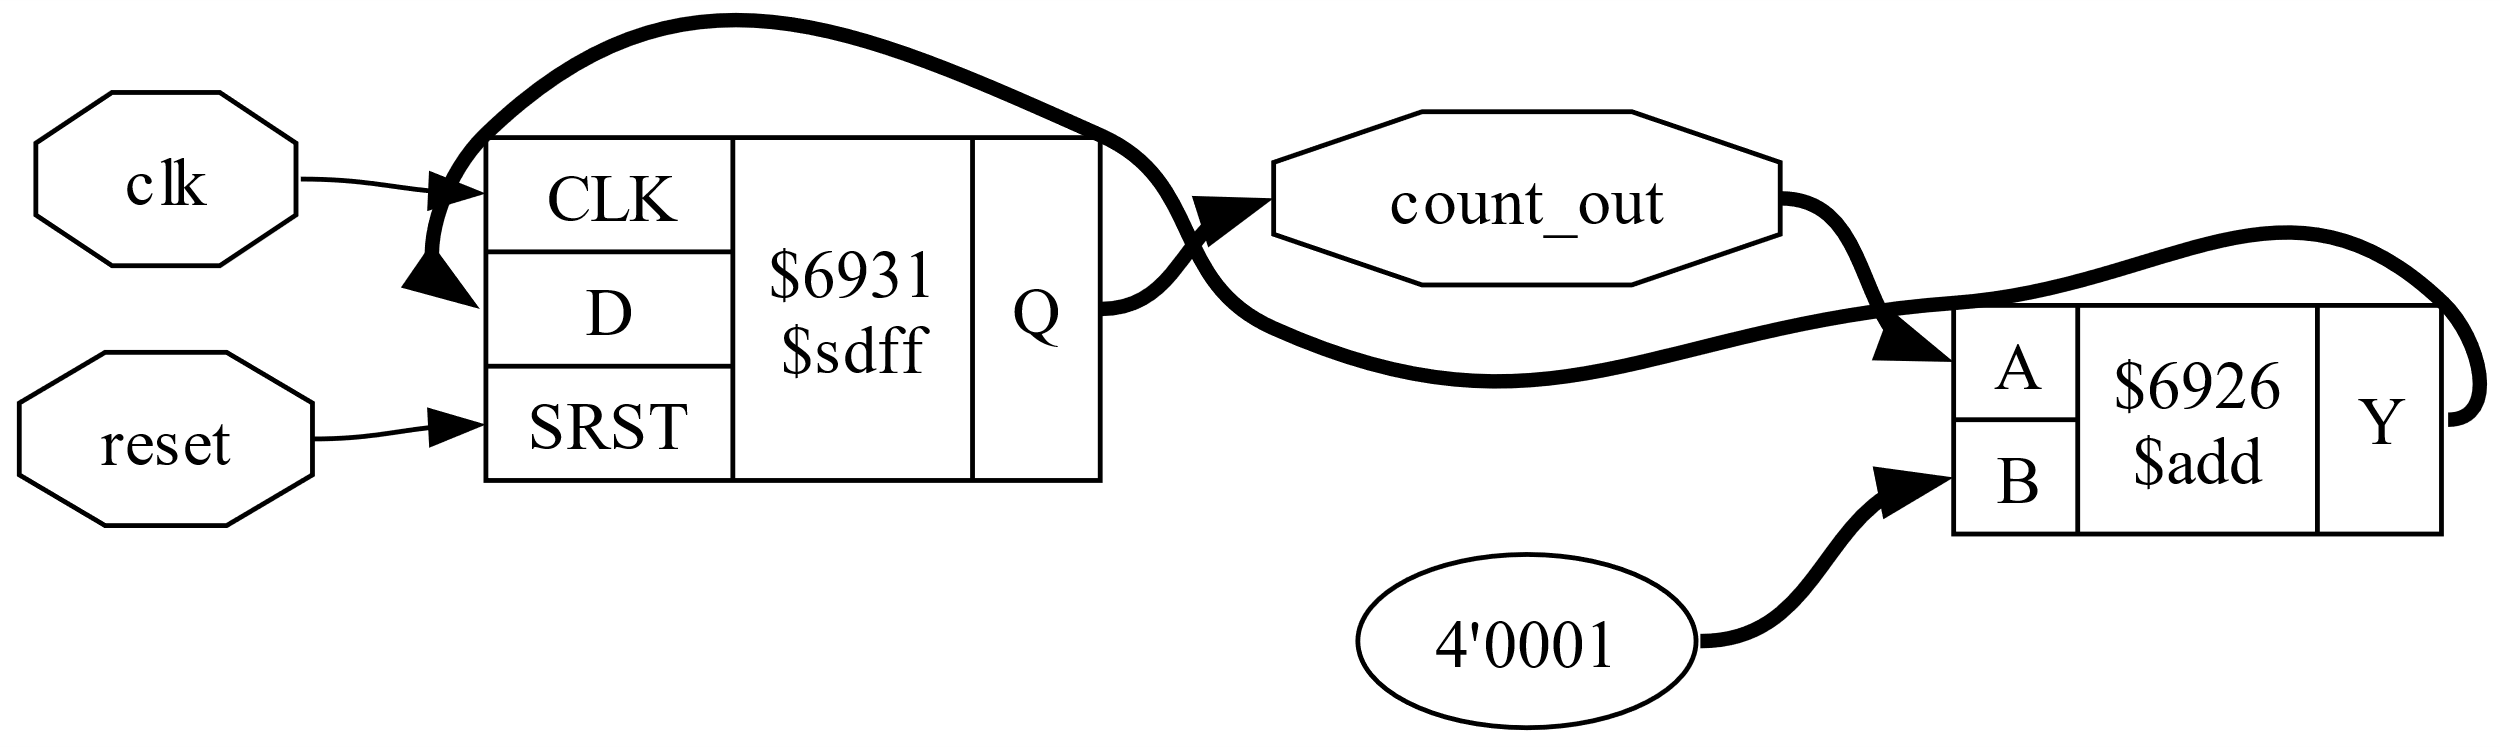 clk
reset
CLK
D
SRST
$6931
$sdff
Q
count_out
4'0001
A
B
$6926
$add
Y